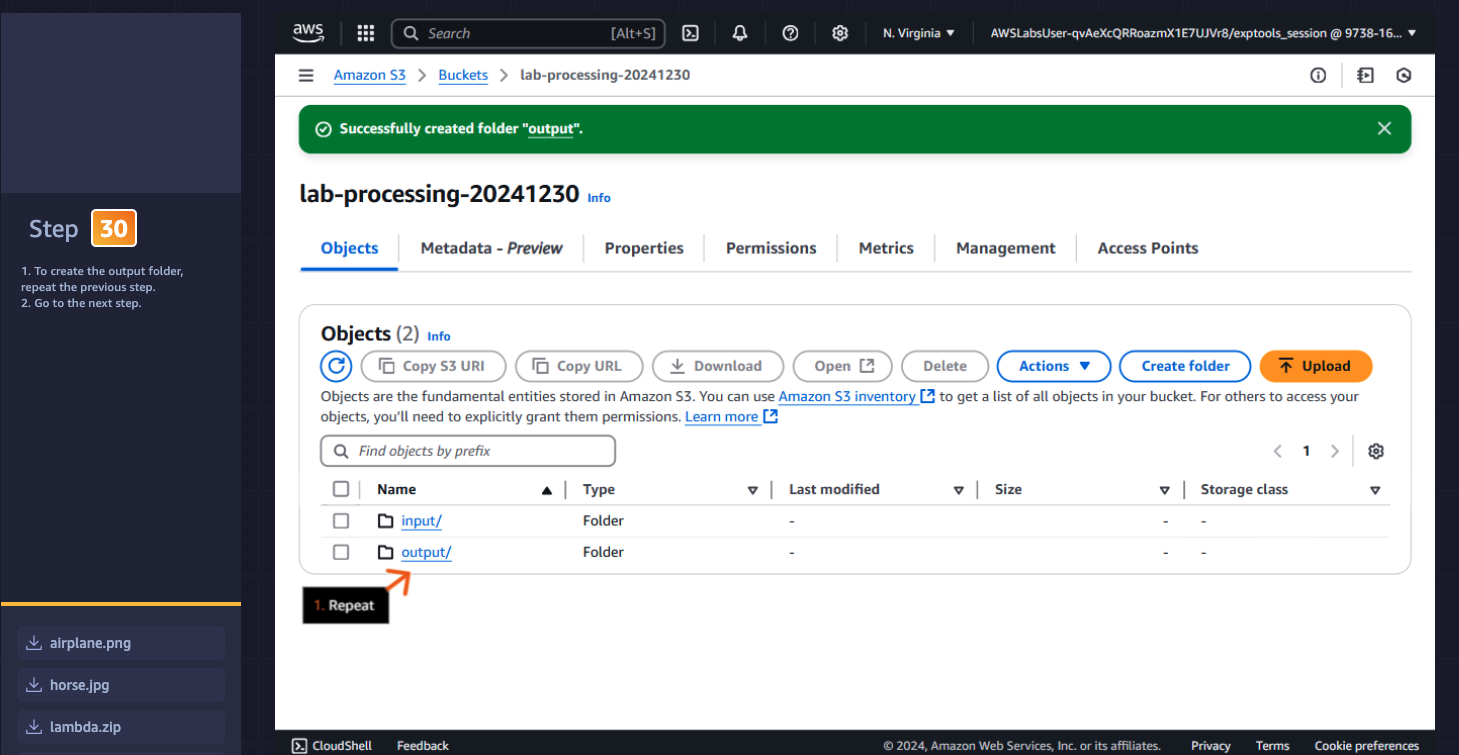 Step 30
1. To create the output folder,
repeat the previous step.
2. Go to the next step.
airplane.png
horse.jpg
lambda.zip
aws
Search [Alt+S]
N. Virginia
AWSLabsUser-qvAeXcQRRoazmX1E7UJVr8/exptools_session @ 9738-16...
Amazon S3 > Buckets > lab-processing-20241230
Successfully created folder "output".
lab-processing-20241230 Info
Objects Metadata - Preview Properties Permissions Metrics Management Access Points
Objects (2) Info
Copy S3 URI Copy URL Download Open Delete Actions Create folder Upload
Objects are the fundamental entities stored in Amazon S3. You can use Amazon S3 inventory to get a list of all objects in your bucket. For others to access your
objects, you'll need to explicitly grant them permissions. Learn more
Find objects by prefix
1
Name Type Last modified Size Storage class
input/ Folder - - -
output/ Folder - - -
1. Repeat
CloudShell Feedback © 2024, Amazon Web Services, Inc. or its affiliates. Privacy Terms Cookie preferences